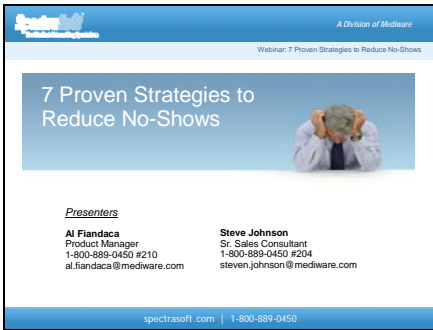 SpectraSoft
A Division of Mediware
Webinar: 7 Proven Strategies to Reduce No-Shows
7 Proven Strategies to
Reduce No-Shows
Presenters
Al Fiandaca
Product Manager
1-800-889-0450 #210
al.fiandaca@mediware.com
Steve Johnson
Sr. Sales Consultant
1-800-889-0450 #204
steven.johnson@mediware.com
spectrasoft.com | 1-800-889-0450